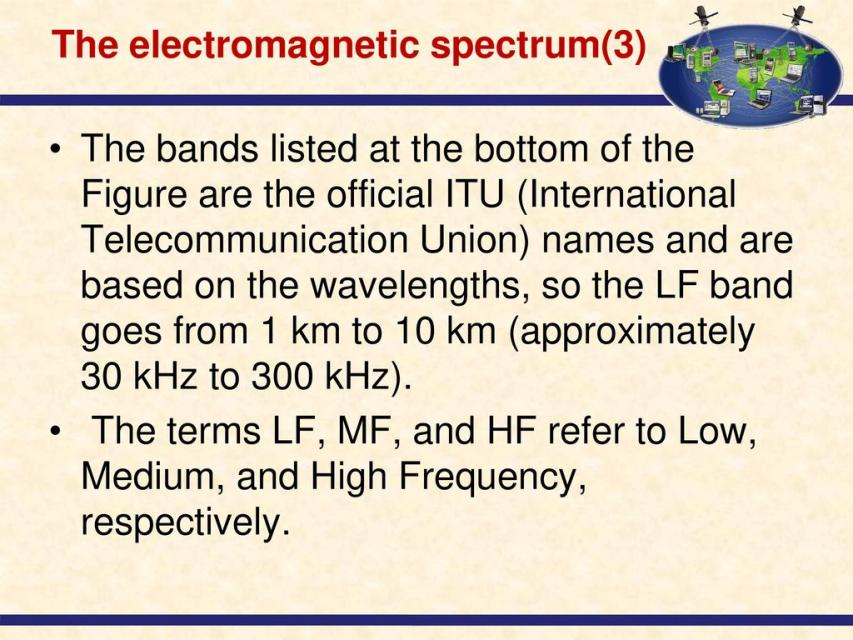 The electromagnetic spectrum(3)
• The bands listed at the bottom of the
Figure are the official ITU (International
Telecommunication Union) names and are
based on the wavelengths, so the LF band
goes from 1 km to 10 km (approximately
30 kHz to 300 kHz).
• The terms LF, MF, and HF refer to Low,
Medium, and High Frequency,
respectively.